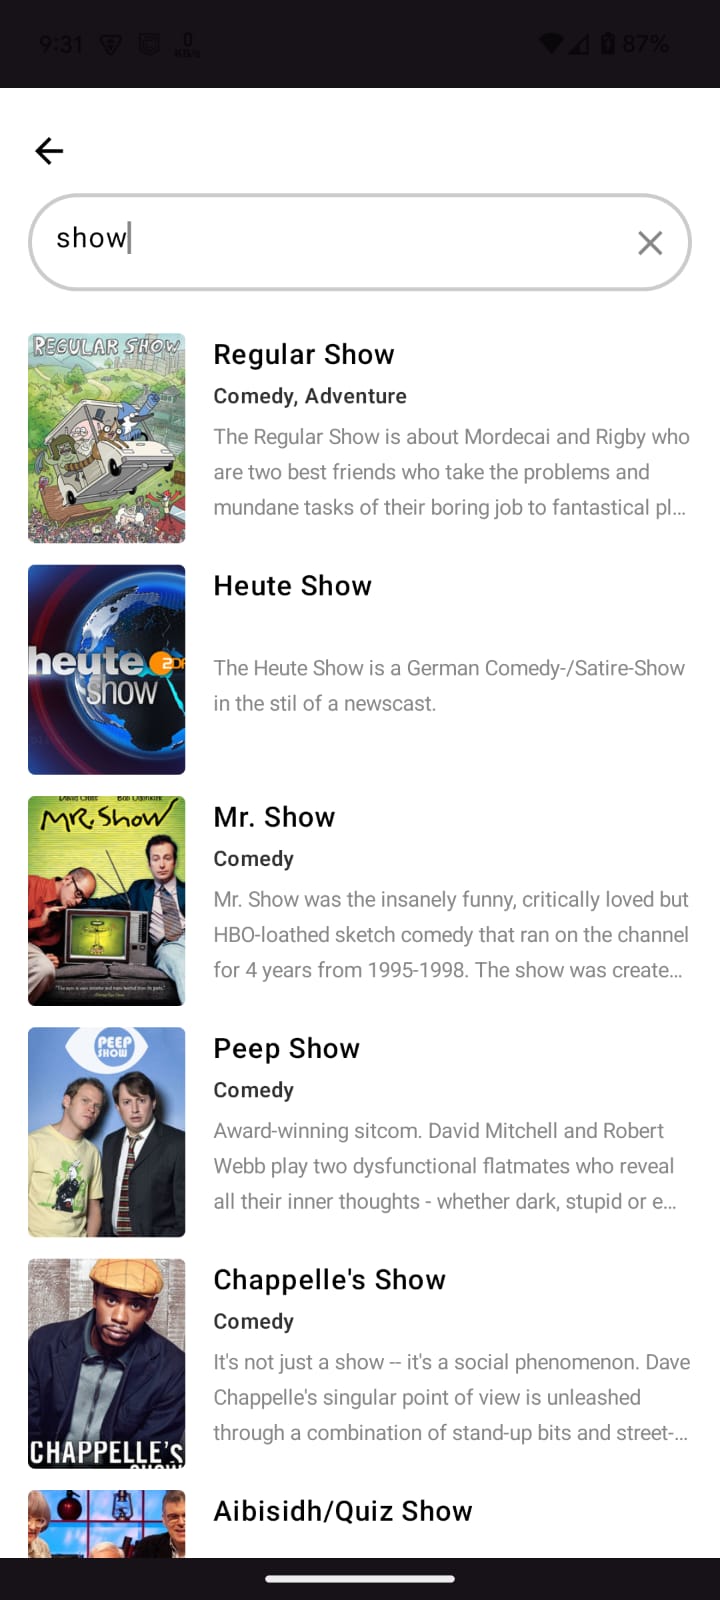 9:31
0
KB/s
87%
show
REGULAR SHOW
Regular Show
Comedy, Adventure
The Regular Show is about Mordecai and Rigby who
are two best friends who take the problems and
mundane tasks of their boring job to fantastical pl...
heute ZDF
show
Heute Show
The Heute Show is a German Comedy-/Satire-Show
in the stil of a newscast.
David Cross Bob Odenkirk
MR. Show
Mr. Show
Comedy
Mr. Show was the insanely funny, critically loved but
HBO-loathed sketch comedy that ran on the channel
for 4 years from 1995-1998. The show was create...
PEEP
SHOW
Peep Show
Comedy
Award-winning sitcom. David Mitchell and Robert
Webb play two dysfunctional flatmates who reveal
all their inner thoughts - whether dark, stupid or e...
CHAPPELLE'S
SHOW
Chappelle's Show
Comedy
It's not just a show -- it's a social phenomenon. Dave
Chappelle's singular point of view is unleashed
through a combination of stand-up bits and street-...
Aibisidh/Quiz Show